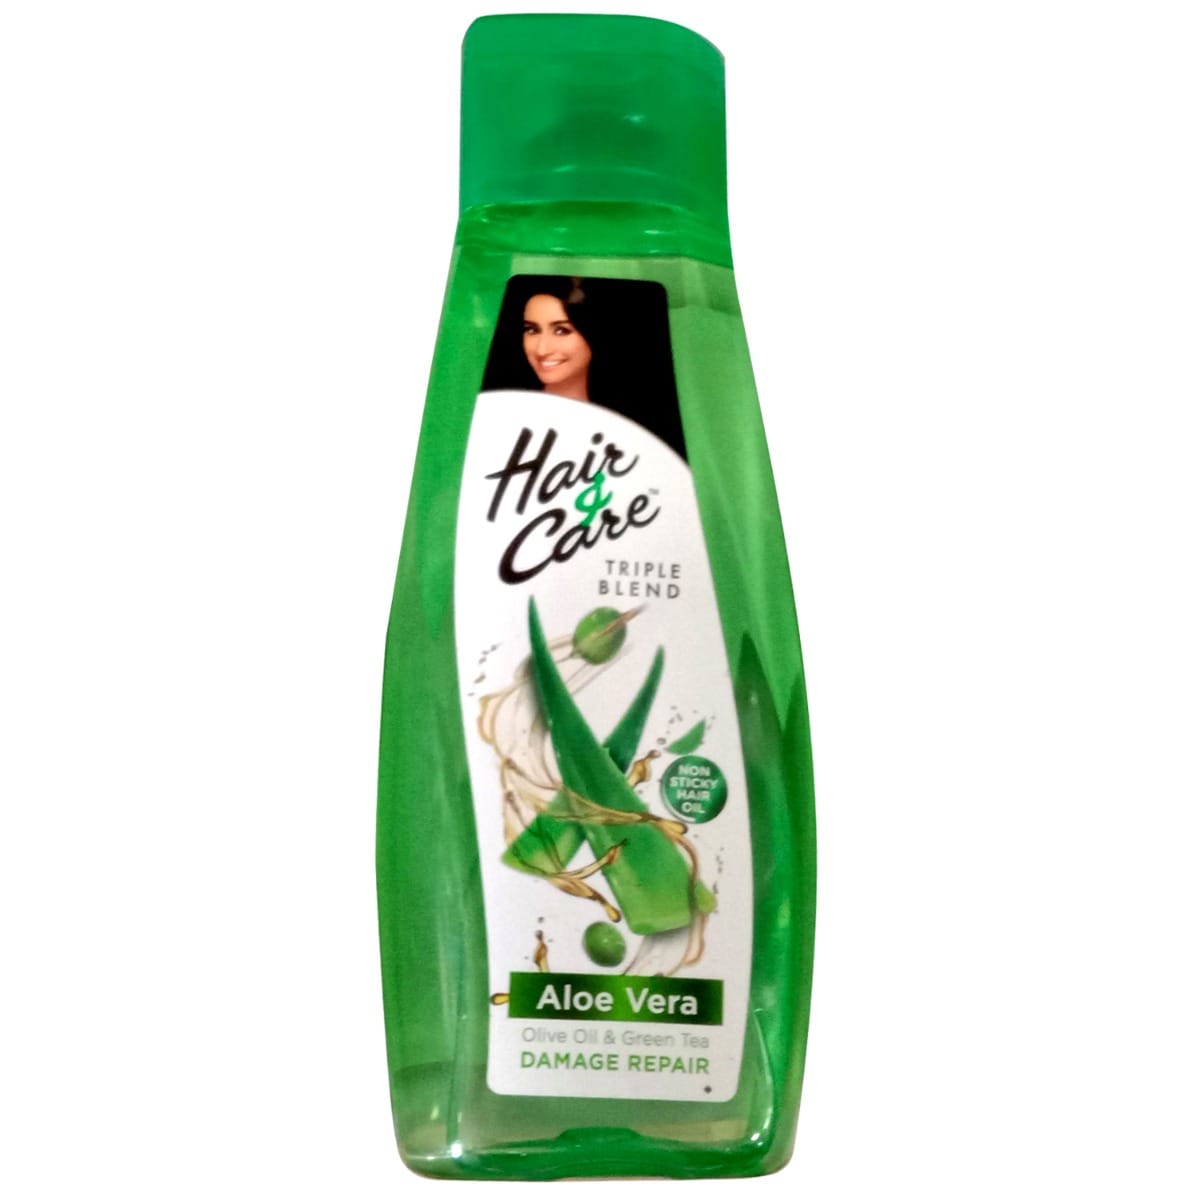 Hair
&
Care™
TRIPLE
BLEND
NON
STICKY
HAIR
OIL
Aloe Vera
Olive Oil & Green Tea
DAMAGE REPAIR